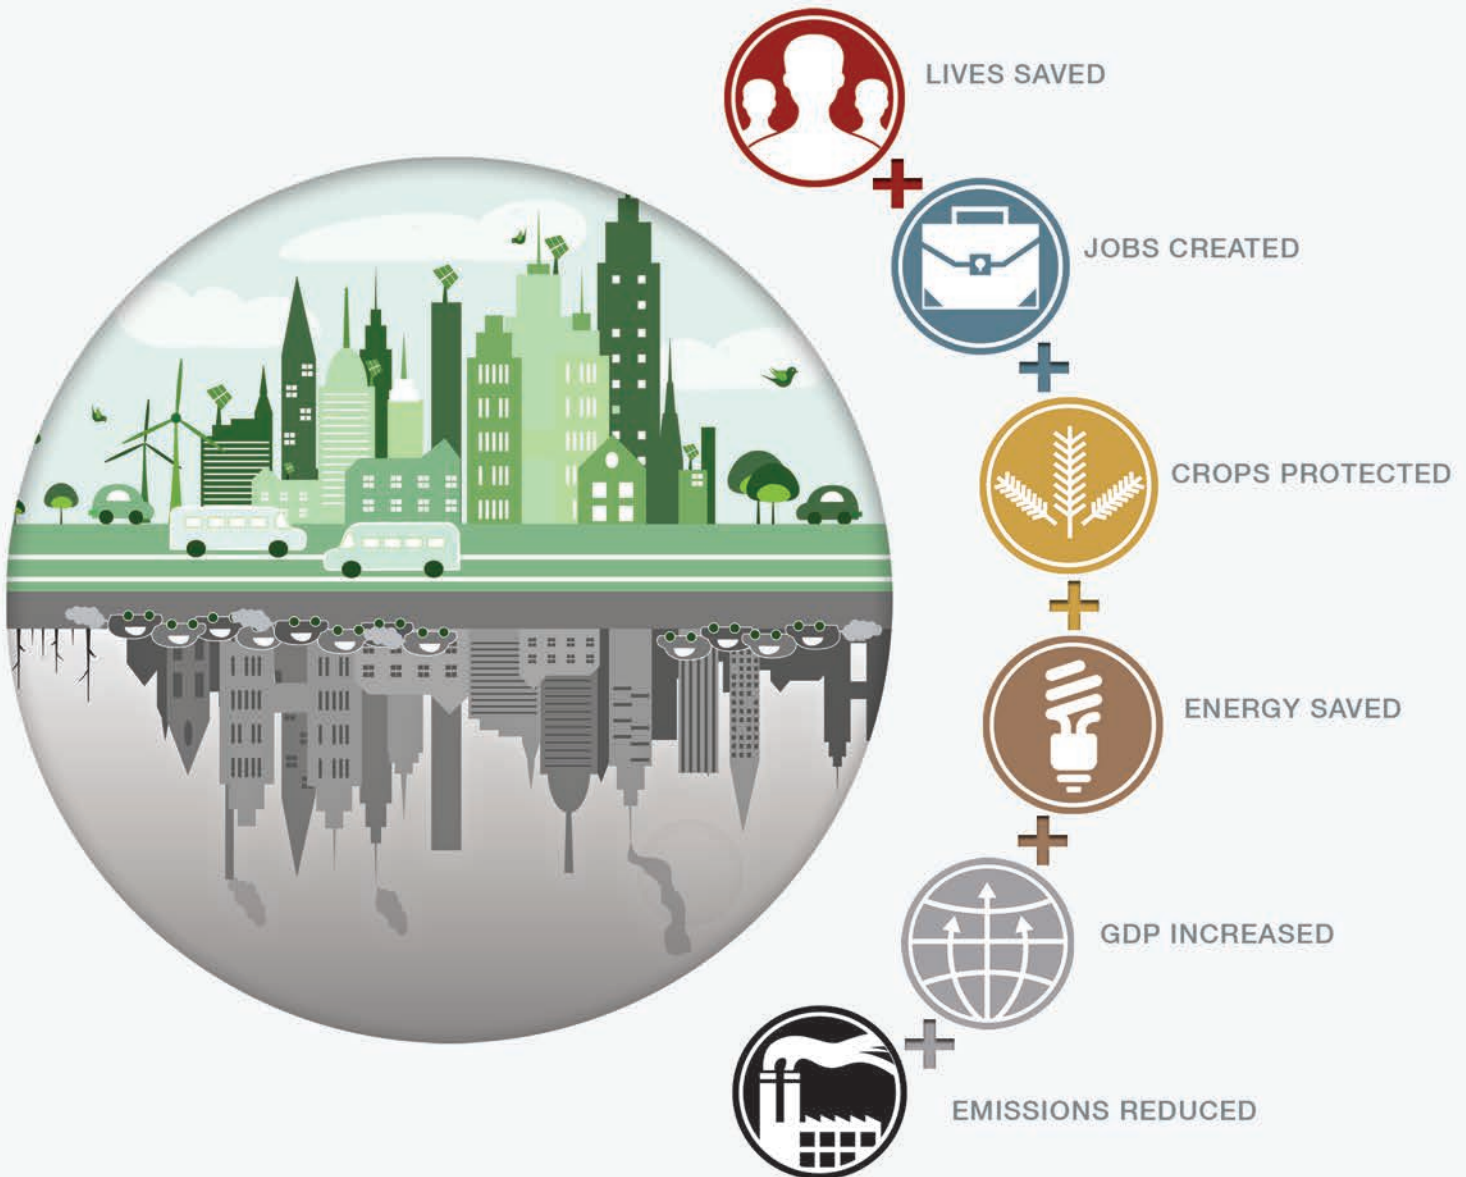 LIVES SAVED
JOBS CREATED
CROPS PROTECTED
ENERGY SAVED
GDP INCREASED
EMISSIONS REDUCED